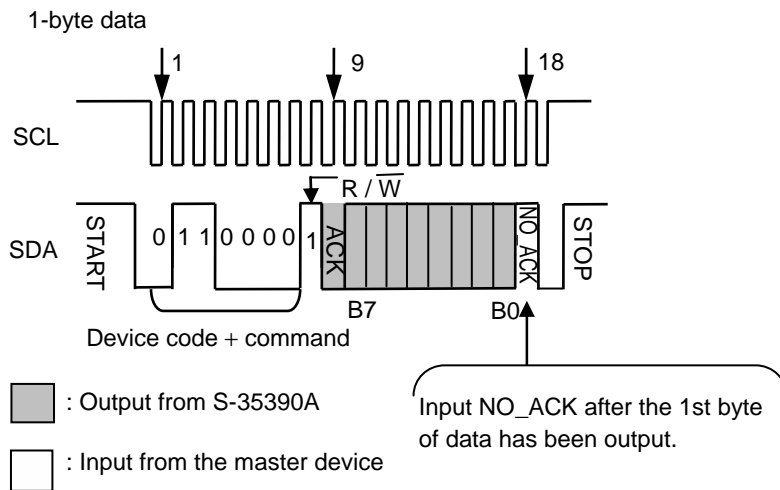 1-byte data
1 9 18
SCL
R / W
SDA START 0 1 1 0 0 0 0 1 ACK NO_ACK STOP
B7 B0
Device code + command
: Output from S-35390A
: Input from the master device
Input NO_ACK after the 1st byte
of data has been output.